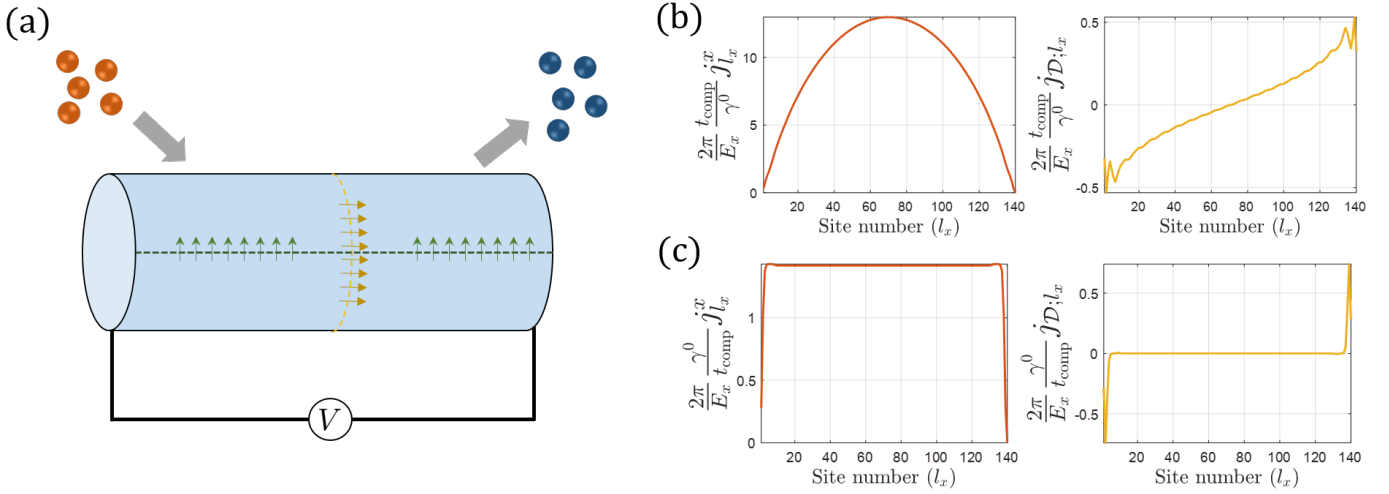 (a)
V
(b)
2π/E_x t_comp/γ^0 j^x_{l_x}
10
5
0
20 40 60 80 100 120 140
Site number (l_x)
2π/E_x t_comp/γ^0 j_{𝒟;l_x}
0.5
0
-0.5
20 40 60 80 100 120 140
Site number (l_x)
(c)
2π/E_x γ^0/t_comp j^x_{l_x}
1
0.5
0
20 40 60 80 100 120 140
Site number (l_x)
2π/E_x γ^0/t_comp j_{𝒟;l_x}
0.5
0
-0.5
20 40 60 80 100 120 140
Site number (l_x)